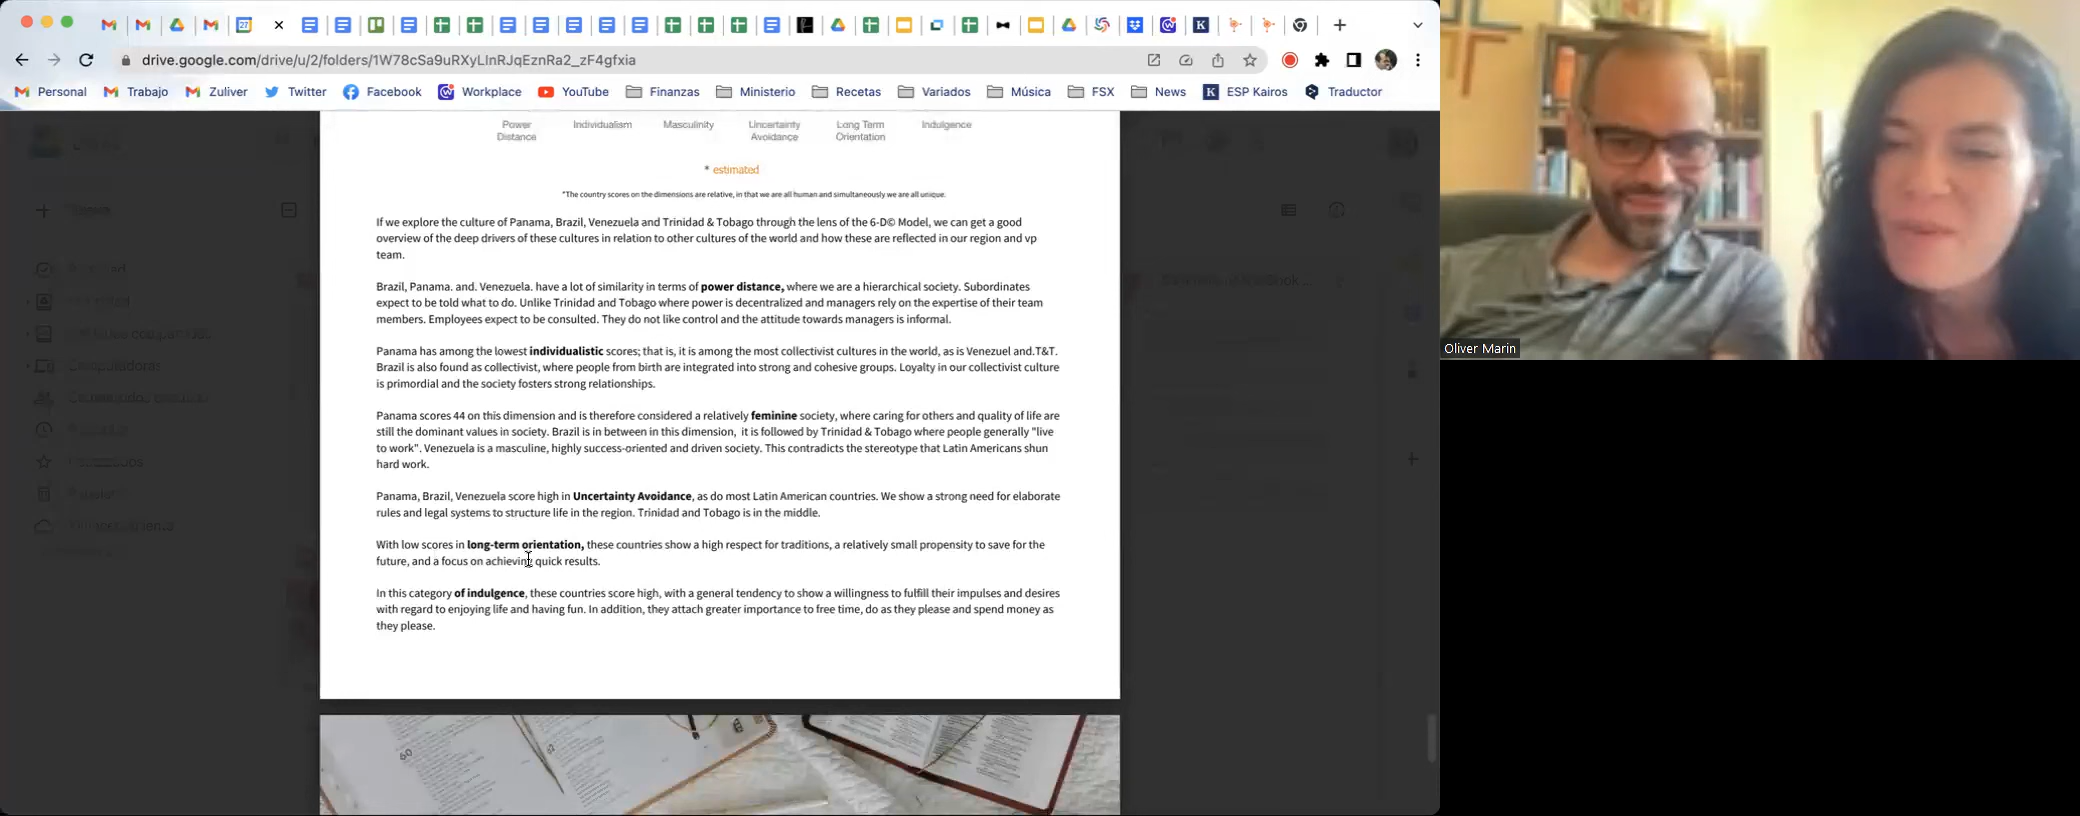 27
drive.google.com/drive/u/2/folders/1W78cSa9uRXyLInRJqEznRa2_zF4gfxia
Personal Trabajo Zuliver Twitter Facebook Workplace YouTube Finanzas Ministerio Recetas Variados Música FSX News ESP Kairos Traductor
Power Distance Individualism Masculinity Uncertainty Avoidance Long Term Orientation Indulgence
* estimated
"The country scores on the dimensions are relative, in that we are all human and simultaneously we are all unique.
If we explore the culture of Panama, Brazil, Venezuela and Trinidad & Tobago through the lens of the 6-D© Model, we can get a good
overview of the deep drivers of these cultures in relation to other cultures of the world and how these are reflected in our region and vp
team.
Brazil, Panama. and. Venezuela. have a lot of similarity in terms of power distance, where we are a hierarchical society. Subordinates
expect to be told what to do. Unlike Trinidad and Tobago where power is decentralized and managers rely on the expertise of their team
members. Employees expect to be consulted. They do not like control and the attitude towards managers is informal.
Panama has among the lowest individualistic scores; that is, it is among the most collectivist cultures in the world, as is Venezuel and.T&T.
Brazil is also found as collectivist, where people from birth are integrated into strong and cohesive groups. Loyalty in our collectivist culture
is primordial and the society fosters strong relationships.
Panama scores 44 on this dimension and is therefore considered a relatively feminine society, where caring for others and quality of life are
still the dominant values in society. Brazil is in between in this dimension, it is followed by Trinidad & Tobago where people generally "live
to work". Venezuela is a masculine, highly success-oriented and driven society. This contradicts the stereotype that Latin Americans shun
hard work.
Panama, Brazil, Venezuela score high in Uncertainty Avoidance, as do most Latin American countries. We show a strong need for elaborate
rules and legal systems to structure life in the region. Trinidad and Tobago is in the middle.
With low scores in long-term orientation, these countries show a high respect for traditions, a relatively small propensity to save for the
future, and a focus on achieving quick results.
In this category of indulgence, these countries score high, with a general tendency to show a willingness to fulfill their impulses and desires
with regard to enjoying life and having fun. In addition, they attach greater importance to free time, do as they please and spend money as
they please.
60
Oliver Marin